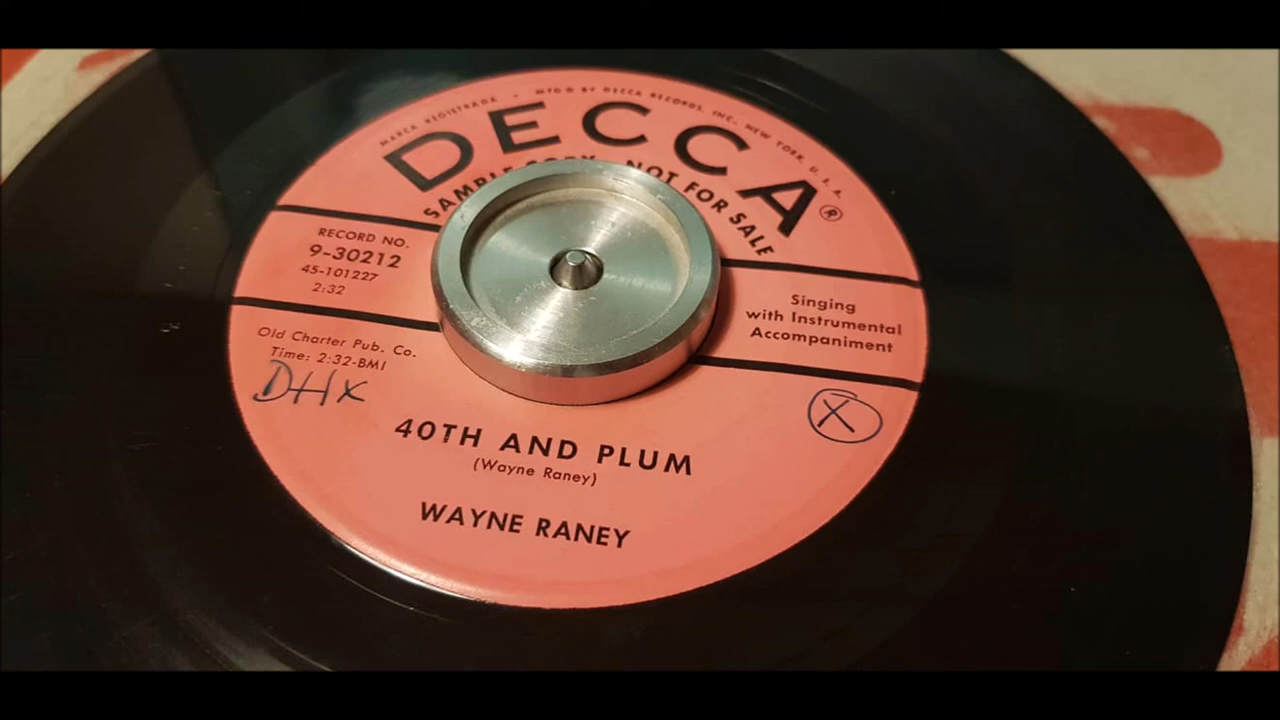 MARCA REGISTRADA • MFG'D BY DECCA RECORDS, INC., NEW YORK, U.S.A.
DECCA®
SAMPLE COPY NOT FOR SALE
RECORD NO.
9-30212
45-101227
2:32
Singing
with Instrumental
Accompaniment
Old Charter Pub. Co.
Time: 2:32-BMI
DHX
X
40TH AND PLUM
(Wayne Raney)
WAYNE RANEY